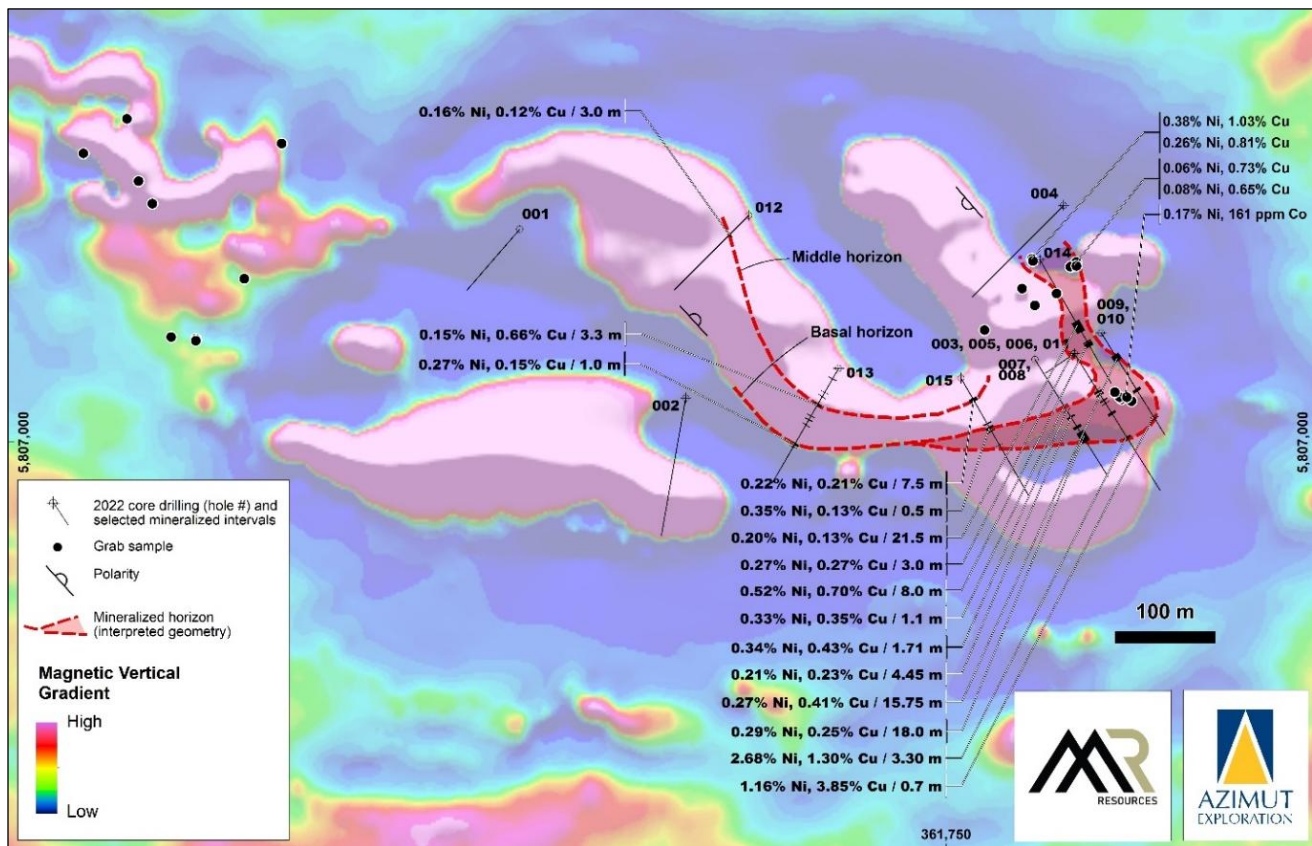 0.16% Ni, 0.12% Cu / 3.0 m
0.38% Ni, 1.03% Cu
0.26% Ni, 0.81% Cu
0.06% Ni, 0.73% Cu
0.08% Ni, 0.65% Cu
0.17% Ni, 161 ppm Co
001
012
004
Middle horizon
014
009,
010
Basal horizon
0.15% Ni, 0.66% Cu / 3.3 m
003, 005, 006, 01
0.27% Ni, 0.15% Cu / 1.0 m
007,
008
013
015
002
5,807,000
5,807,000
0.22% Ni, 0.21% Cu / 7.5 m
0.35% Ni, 0.13% Cu / 0.5 m
0.20% Ni, 0.13% Cu / 21.5 m
0.27% Ni, 0.27% Cu / 3.0 m
0.52% Ni, 0.70% Cu / 8.0 m
0.33% Ni, 0.35% Cu / 1.1 m
0.34% Ni, 0.43% Cu / 1.71 m
0.21% Ni, 0.23% Cu / 4.45 m
0.27% Ni, 0.41% Cu / 15.75 m
0.29% Ni, 0.25% Cu / 18.0 m
2.68% Ni, 1.30% Cu / 3.30 m
1.16% Ni, 3.85% Cu / 0.7 m
2022 core drilling (hole #) and
selected mineralized intervals
Grab sample
Polarity
Mineralized horizon
(interpreted geometry)
Magnetic Vertical
Gradient
High
Low
100 m
361,750
RESOURCES
AZIMUT
EXPLORATION